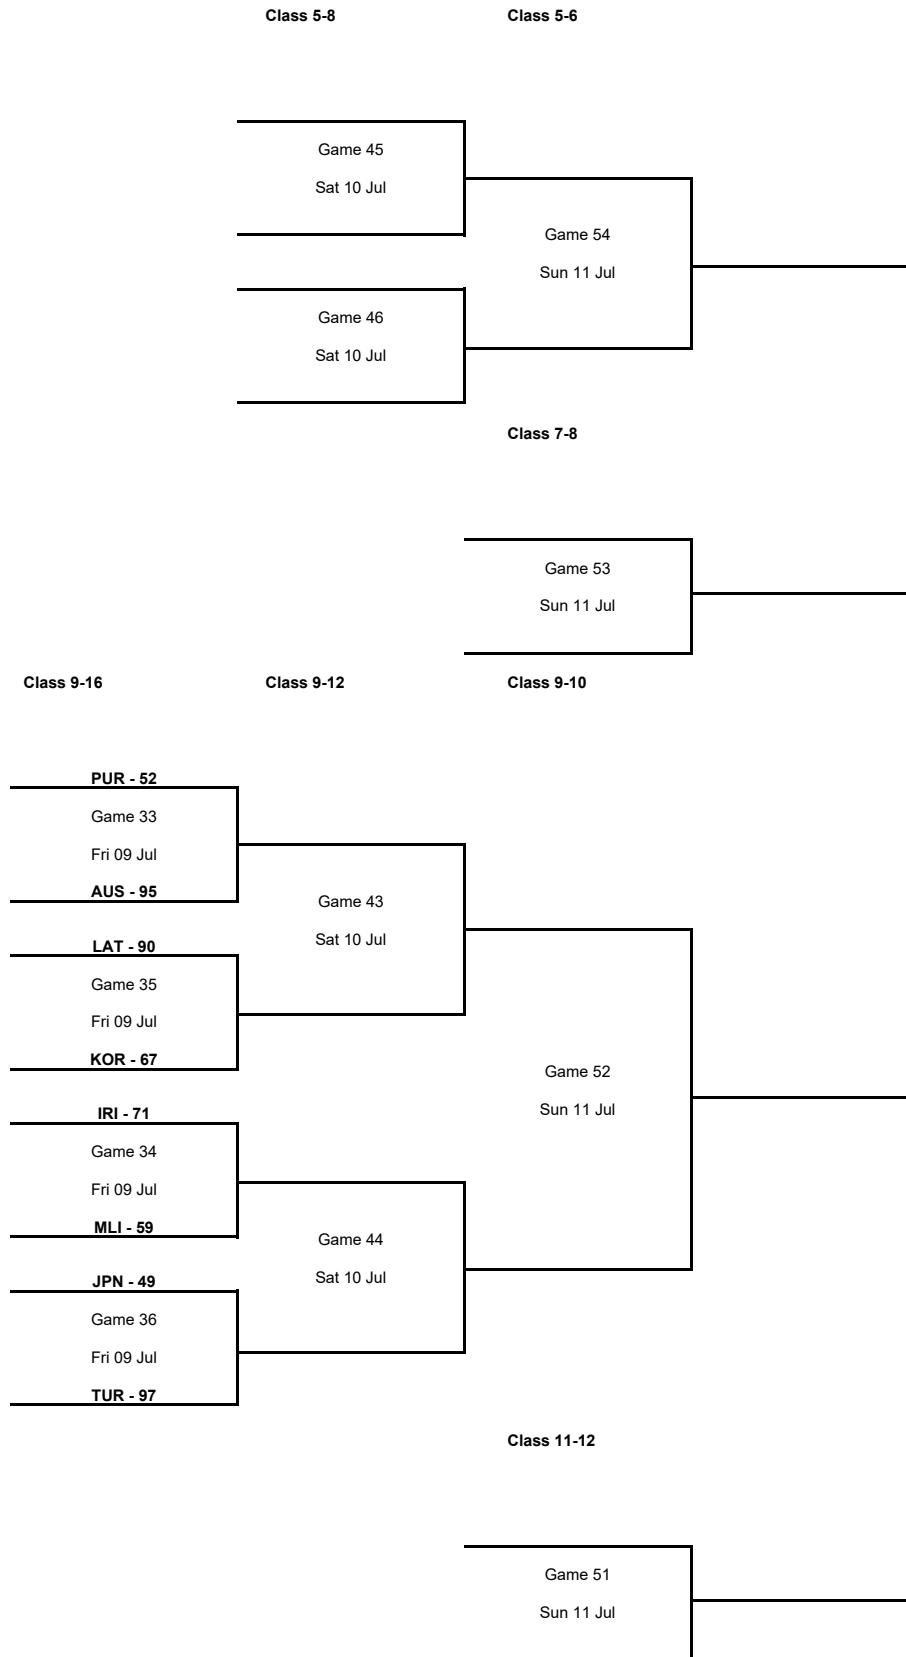 Class 5-8 Class 5-6
Game 45
Sat 10 Jul
Game 54
Sun 11 Jul
Game 46
Sat 10 Jul
Class 7-8
Game 53
Sun 11 Jul
Class 9-16 Class 9-12 Class 9-10
PUR - 52
Game 33
Fri 09 Jul
AUS - 95
Game 43
Sat 10 Jul
LAT - 90
Game 35
Fri 09 Jul
KOR - 67
Game 52
Sun 11 Jul
IRI - 71
Game 34
Fri 09 Jul
MLI - 59
Game 44
Sat 10 Jul
JPN - 49
Game 36
Fri 09 Jul
TUR - 97
Class 11-12
Game 51
Sun 11 Jul